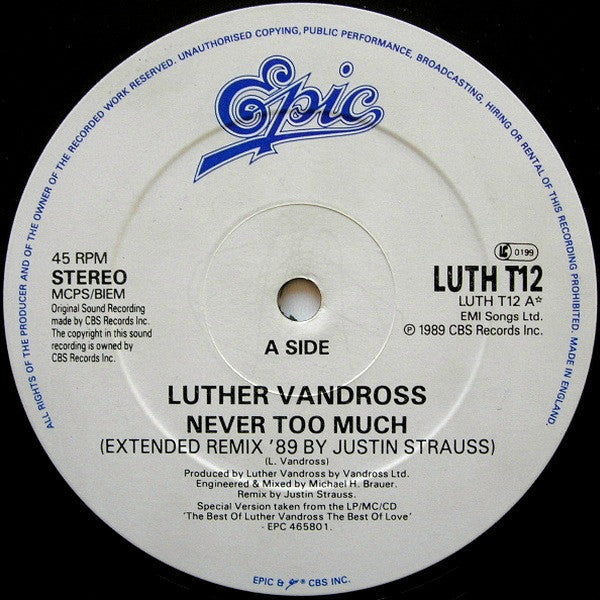 ALL RIGHTS OF THE PRODUCER AND OF THE OWNER OF THE RECORDED WORK RESERVED. UNAUTHORISED COPYING, PUBLIC PERFORMANCE, BROADCASTING, HIRING OR RENTAL OF THIS RECORDING PROHIBITED. MADE IN ENGLAND.
Epic
45 RPM
STEREO
MCPS/BIEM
Original Sound Recording
made by CBS Records Inc.
The copyright in this sound
recording is owned by
CBS Records Inc.
LC 0199
LUTH T12
LUTH T12 A☆
EMI Songs Ltd.
℗ 1989 CBS Records Inc.
A SIDE
LUTHER VANDROSS
NEVER TOO MUCH
(EXTENDED REMIX '89 BY JUSTIN STRAUSS)
(L. Vandross)
Produced by Luther Vandross by Vandross Ltd.
Engineered & Mixed by Michael H. Brauer.
Remix by Justin Strauss.
Special Version taken from the LP/MC/CD
'The Best Of Luther Vandross The Best Of Love'
- EPC 465801.
EPIC & e ® CBS INC.